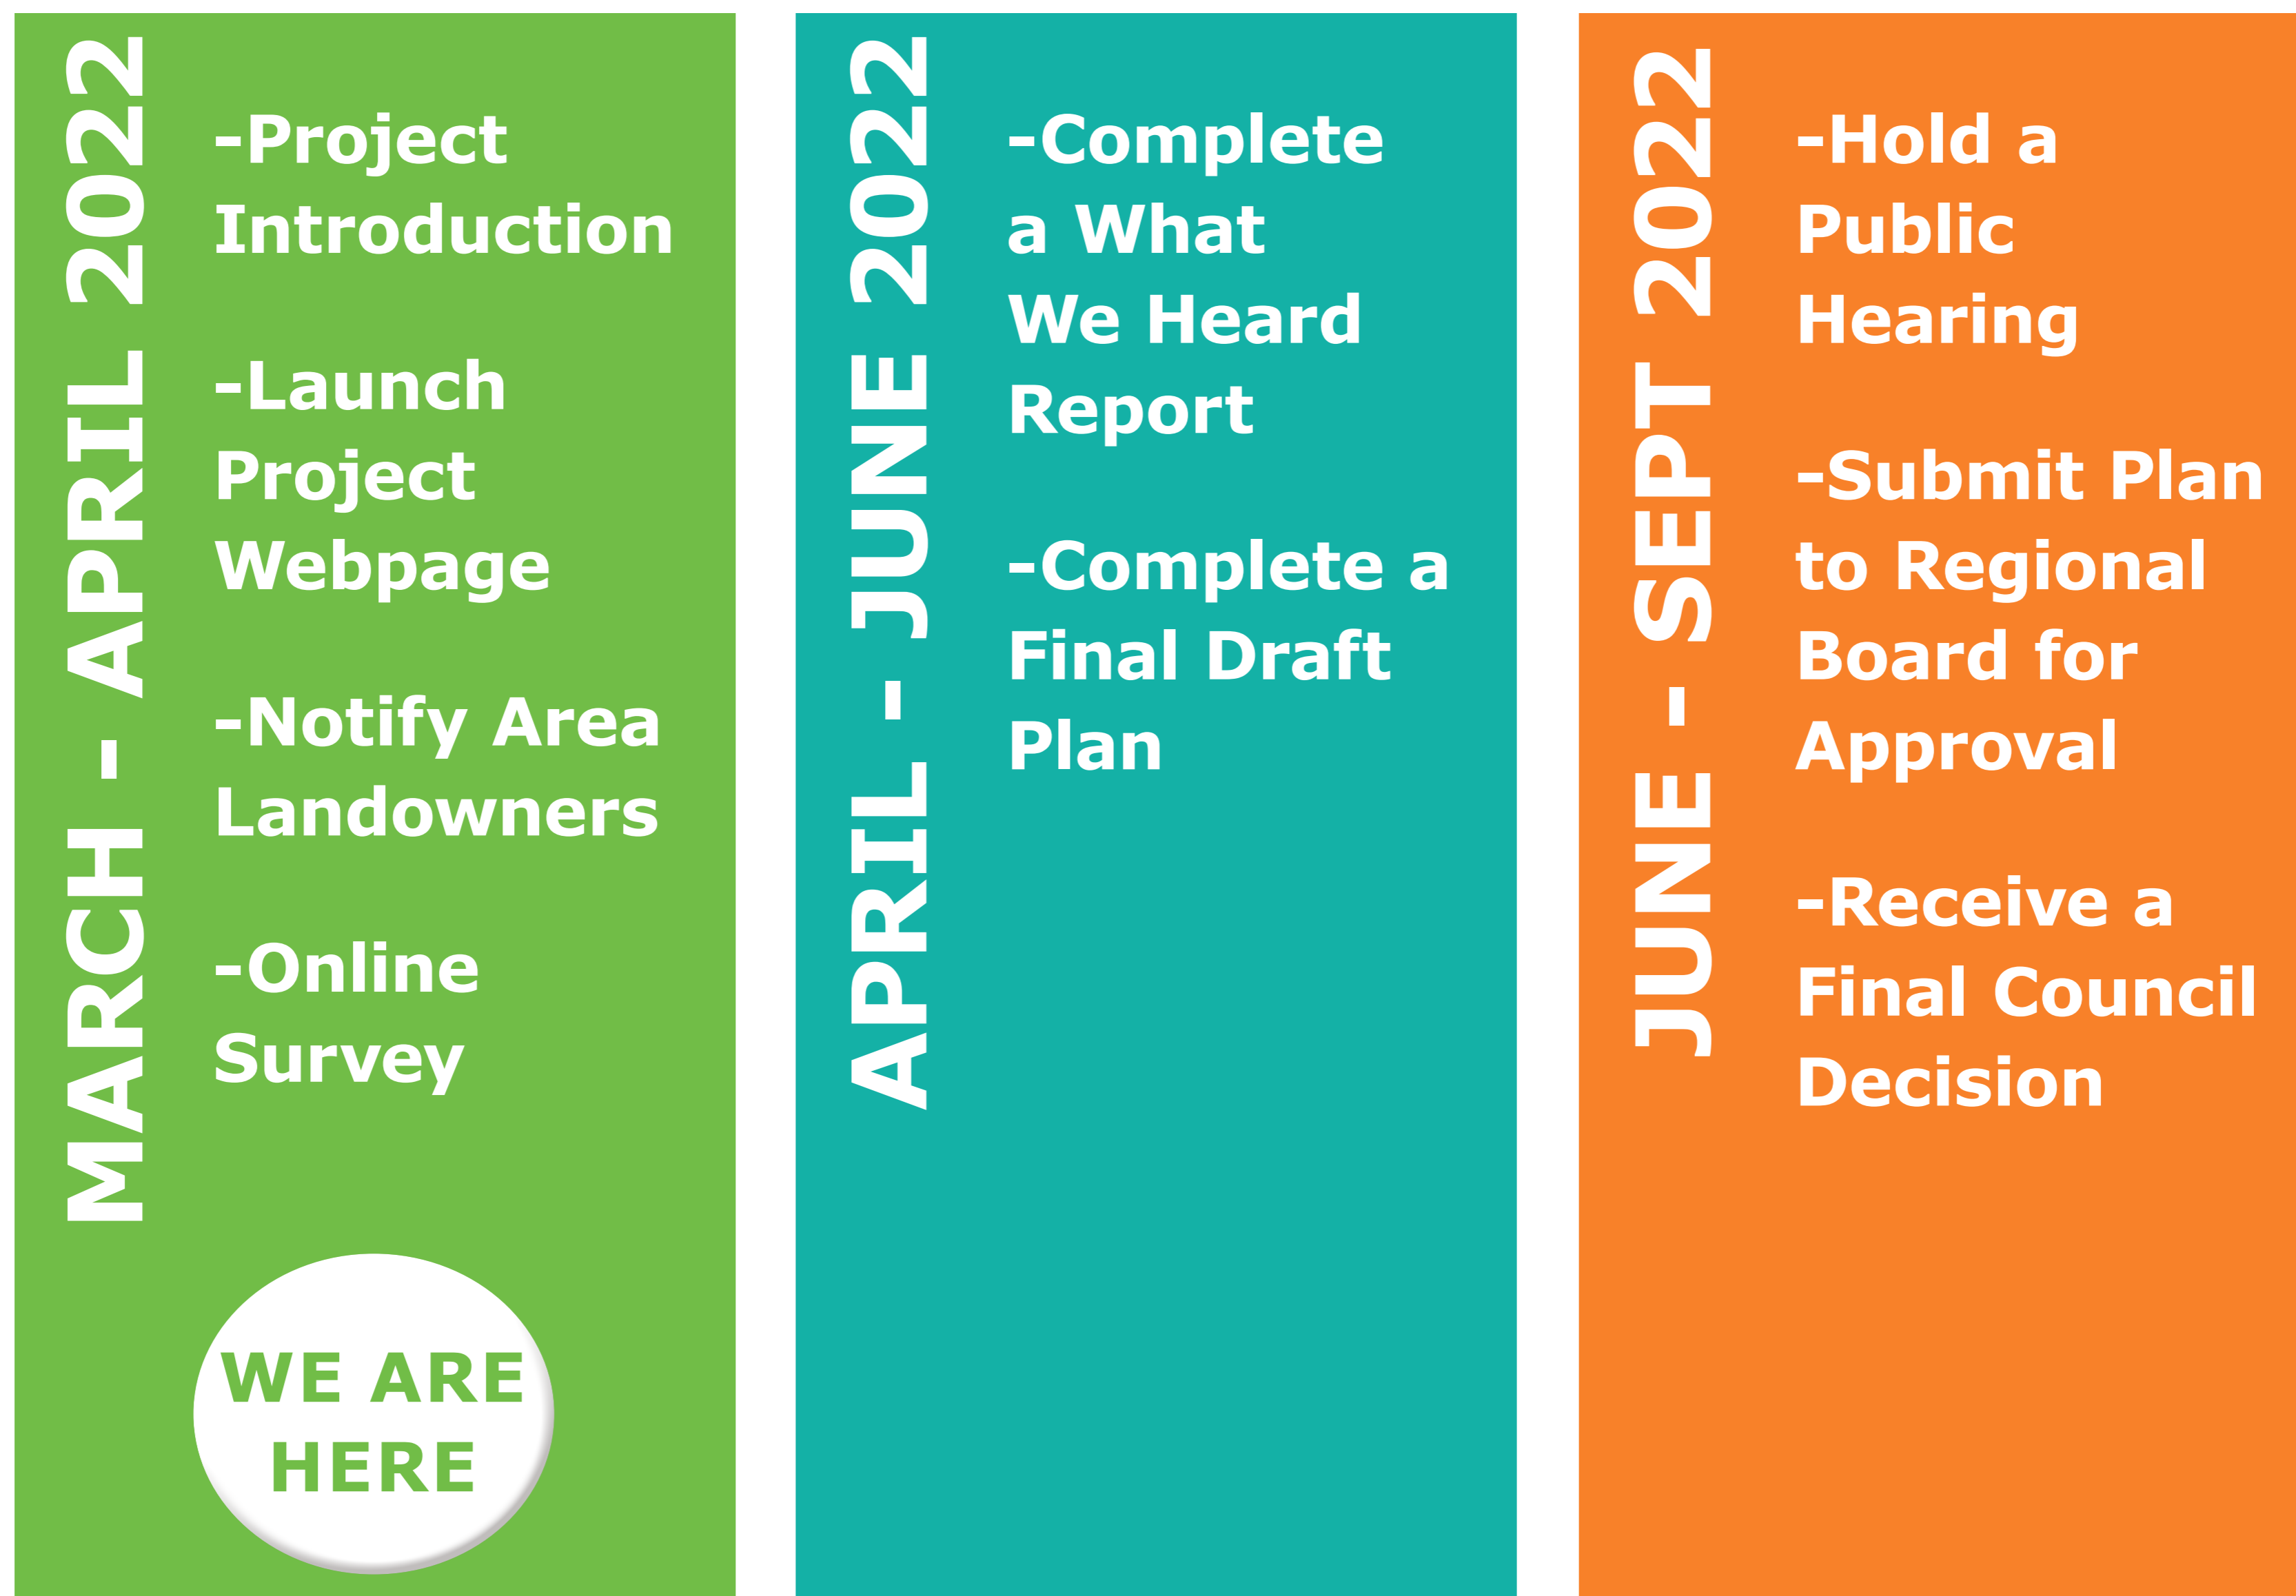 MARCH - APRIL 2022
-Project
Introduction
-Launch
Project
Webpage
-Notify Area
Landowners
-Online
Survey
WE ARE
HERE
APRIL - JUNE 2022
-Complete
a What
We Heard
Report
-Complete a
Final Draft
Plan
JUNE - SEPT 2022
-Hold a
Public
Hearing
-Submit Plan
to Regional
Board for
Approval
-Receive a
Final Council
Decision